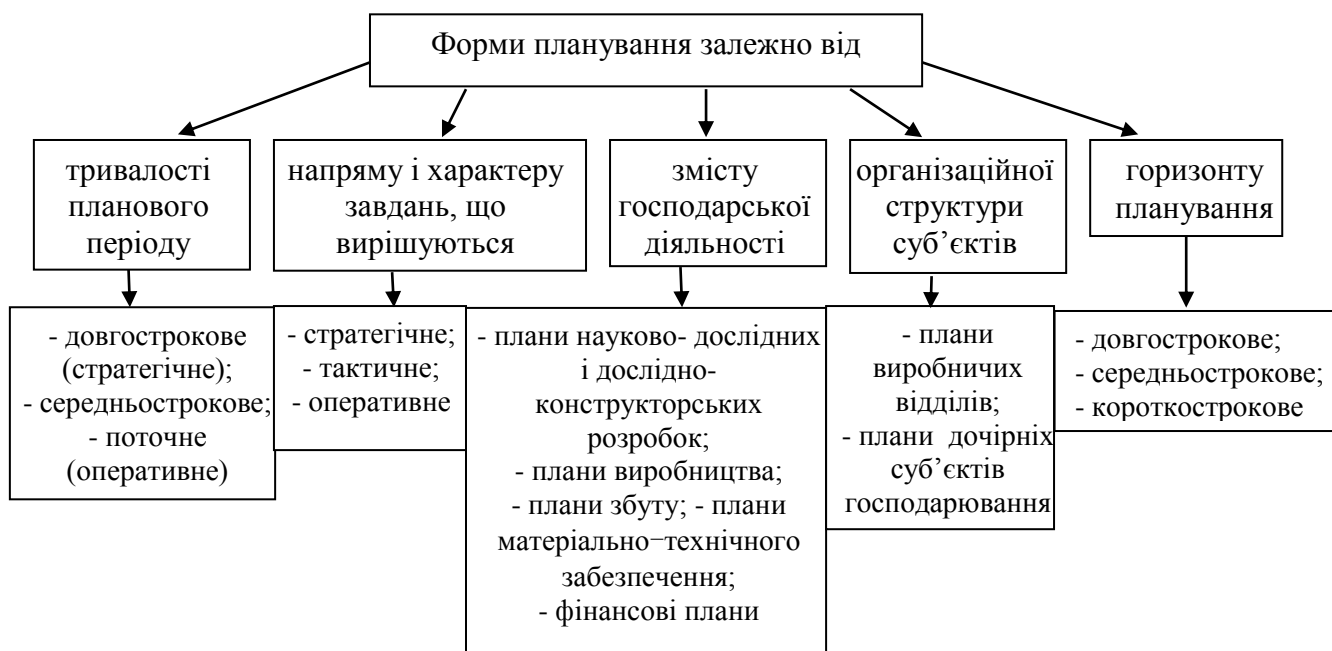 Форми планування залежно від
тривалості
планового
періоду
напряму і характеру
завдань, що
вирішуються
змісту
господарської
діяльності
організаційної
структури
суб’єктів
горизонту
планування
- довгострокове
(стратегічне);
- середньострокове;
- поточне
(оперативне)
- стратегічне;
- тактичне;
- оперативне
- плани науково- дослідних
і дослідно-
конструкторських
розробок;
- плани виробництва;
- плани збуту; - плани
матеріально−технічного
забезпечення;
- фінансові плани
- плани
виробничих
відділів;
- плани дочірніх
суб’єктів
господарювання
- довгострокове;
- середньострокове;
- короткострокове